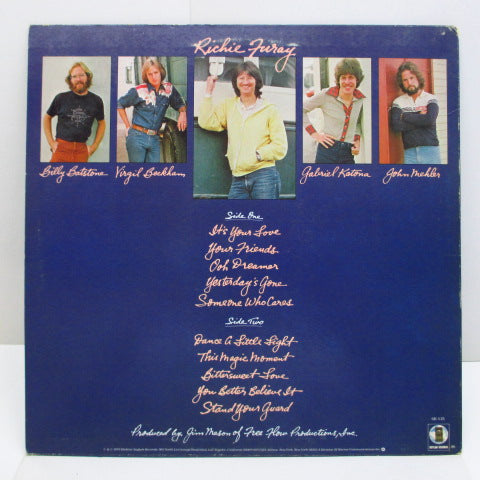 Richie Furay
Billy Batstone
Virgil Beckham
Gabriel Katona
John Mehler
Side One
It's Your Love
Your Friends
Ooh Dreamer
Yesterday's Gone
Someone Who Cares
Side Two
Dance A Little Light
This Magic Moment
Bittersweet Love
You Better Believe It
Stand Your Guard
Produced by Jim Mason of Free Flow Productions, Inc.